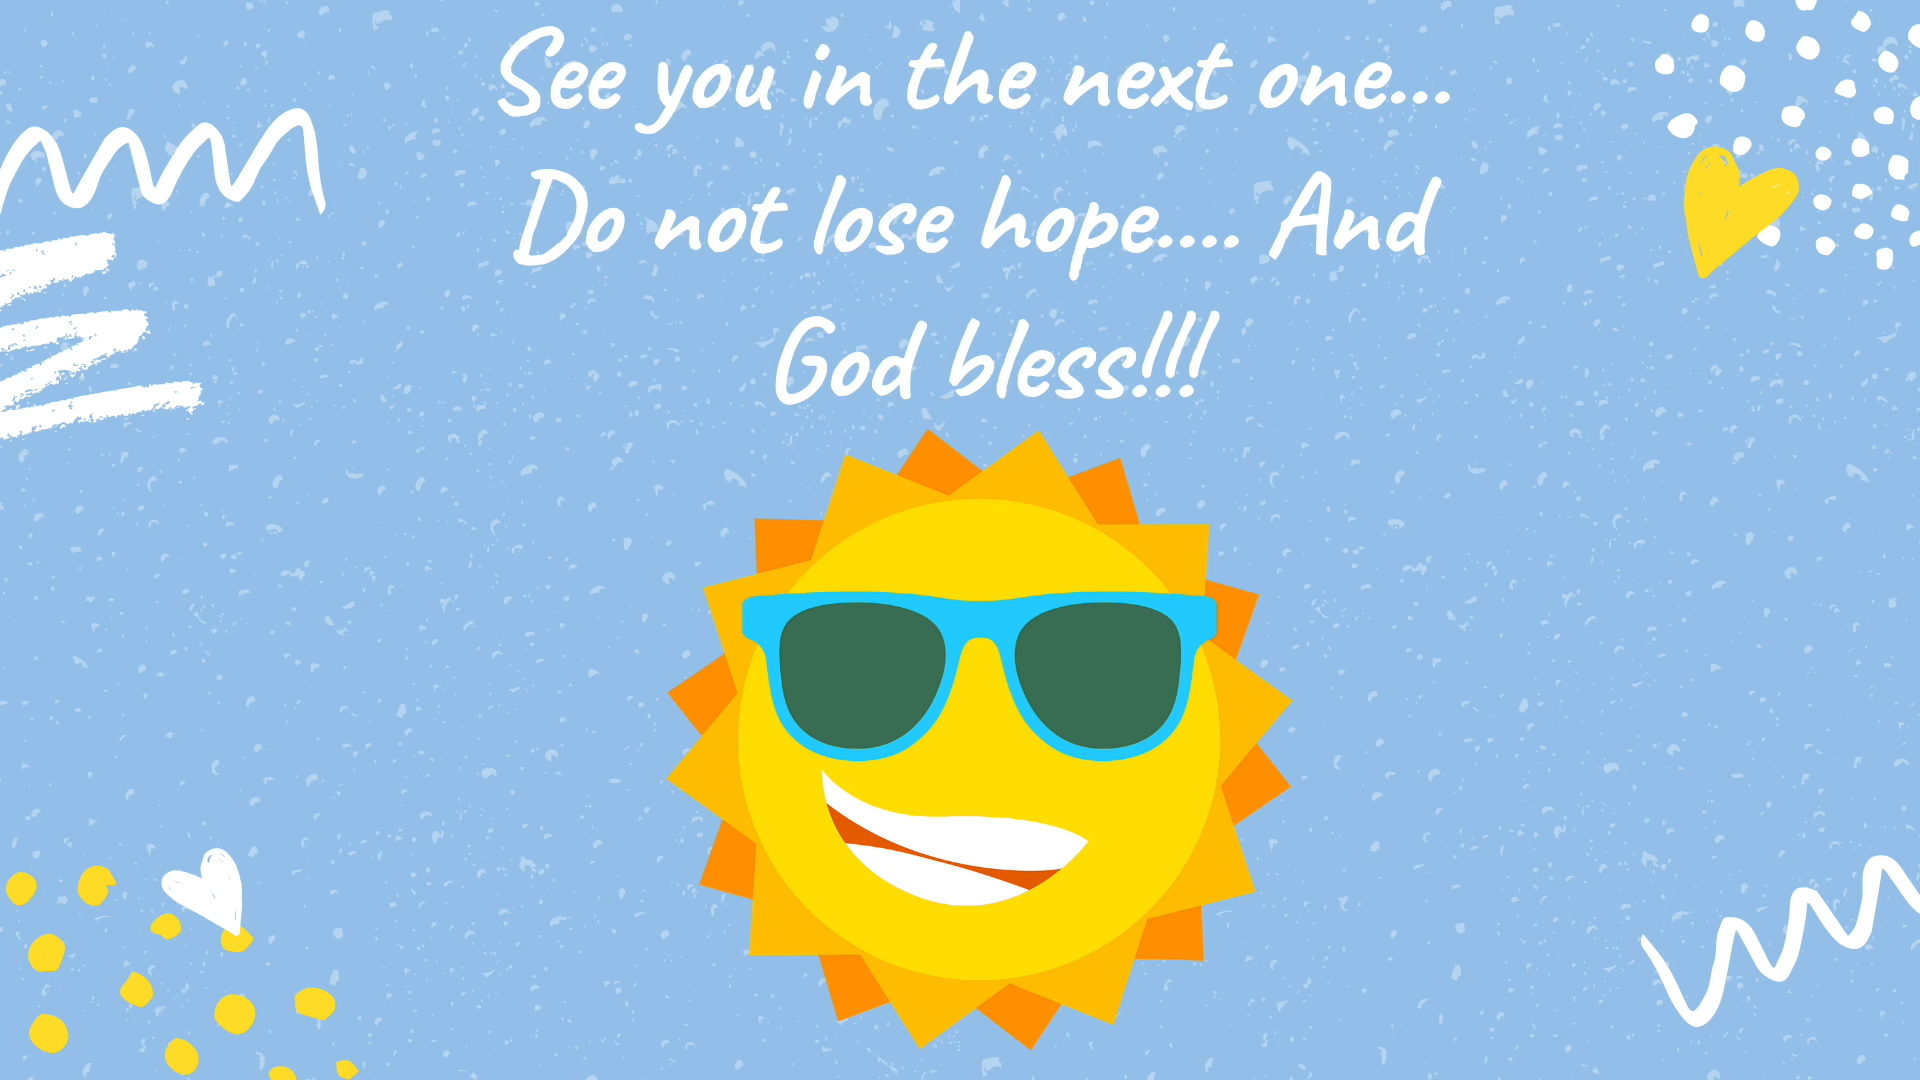 See you in the next one...
Do not lose hope.... And
God bless!!!